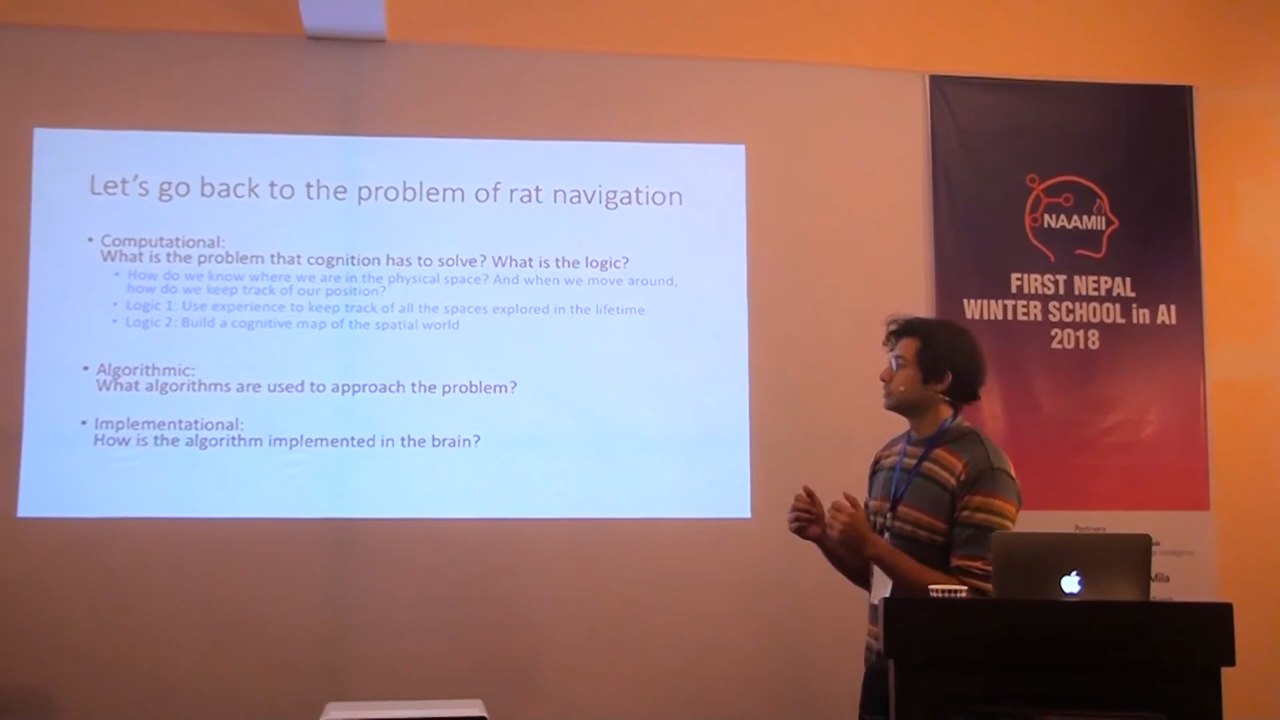 Let's go back to the problem of rat navigation
• Computational:
What is the problem that cognition has to solve? What is the logic?
• How do we know where we are in the physical space? And when we move around,
how do we keep track of our position?
• Logic 1: Use experience to keep track of all the spaces explored in the lifetime
• Logic 2: Build a cognitive map of the spatial world
• Algorithmic:
What algorithms are used to approach the problem?
• Implementational:
How is the algorithm implemented in the brain?
NAAMII
FIRST NEPAL
WINTER SCHOOL in AI
2018
Partners
Mila